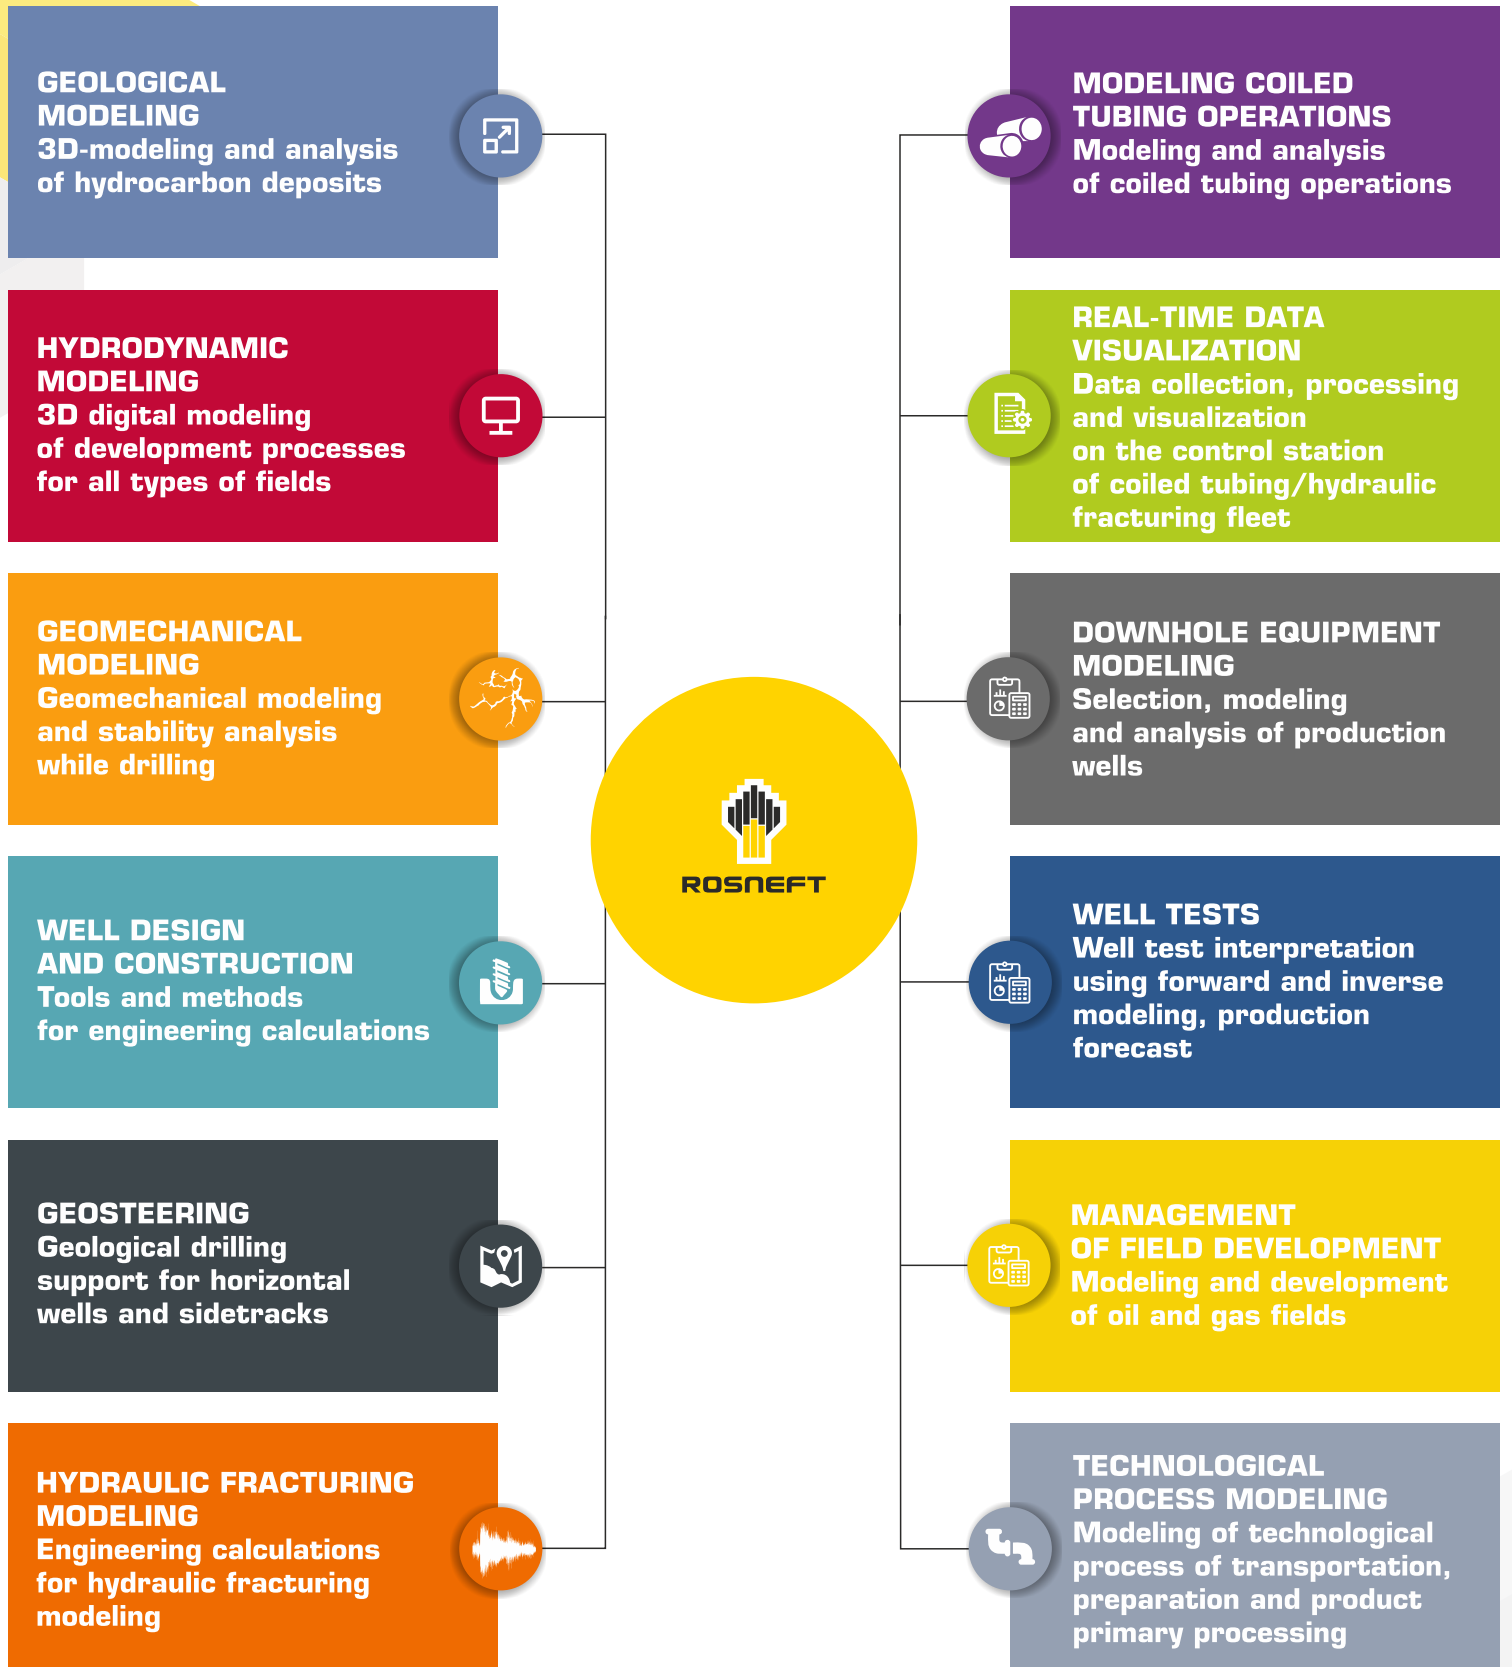 GEOLOGICAL
MODELING
3D-modeling and analysis
of hydrocarbon deposits
HYDRODYNAMIC
MODELING
3D digital modeling
of development processes
for all types of fields
GEOMECHANICAL
MODELING
Geomechanical modeling
and stability analysis
while drilling
WELL DESIGN
AND CONSTRUCTION
Tools and methods
for engineering calculations
GEOSTEERING
Geological drilling
support for horizontal
wells and sidetracks
HYDRAULIC FRACTURING
MODELING
Engineering calculations
for hydraulic fracturing
modeling
ROSNEFT
MODELING COILED
TUBING OPERATIONS
Modeling and analysis
of coiled tubing operations
REAL-TIME DATA
VISUALIZATION
Data collection, processing
and visualization
on the control station
of coiled tubing/hydraulic
fracturing fleet
DOWNHOLE EQUIPMENT
MODELING
Selection, modeling
and analysis of production
wells
WELL TESTS
Well test interpretation
using forward and inverse
modeling, production
forecast
MANAGEMENT
OF FIELD DEVELOPMENT
Modeling and development
of oil and gas fields
TECHNOLOGICAL
PROCESS MODELING
Modeling of technological
process of transportation,
preparation and product
primary processing